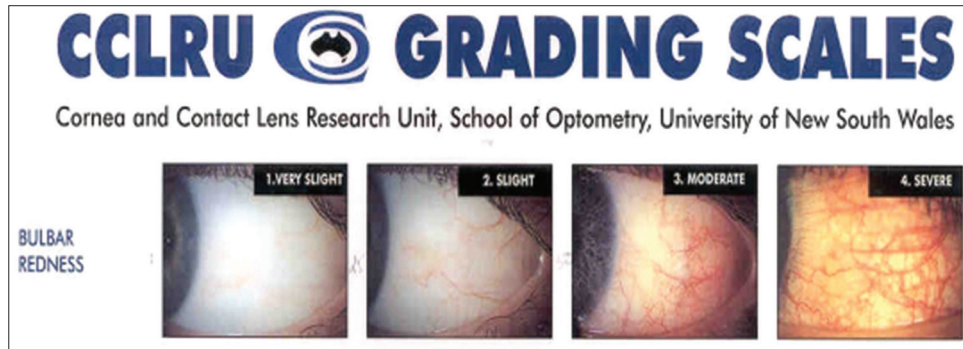 CCLRU GRADING SCALES
Cornea and Contact Lens Research Unit, School of Optometry, University of New South Wales
1.VERY SLIGHT
2. SLIGHT
3. MODERATE
4. SEVERE
BULBAR
REDNESS